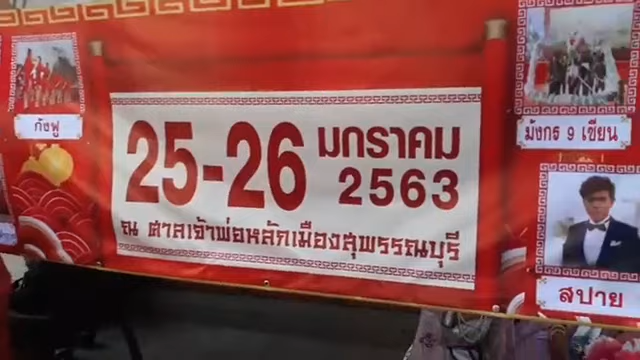 กังฟู
25-26 มกราคม
2563
ณ ศาลเจ้าพ่อหลักเมืองสุพรรณบุรี
มังกร 9 เซียน
สปาย